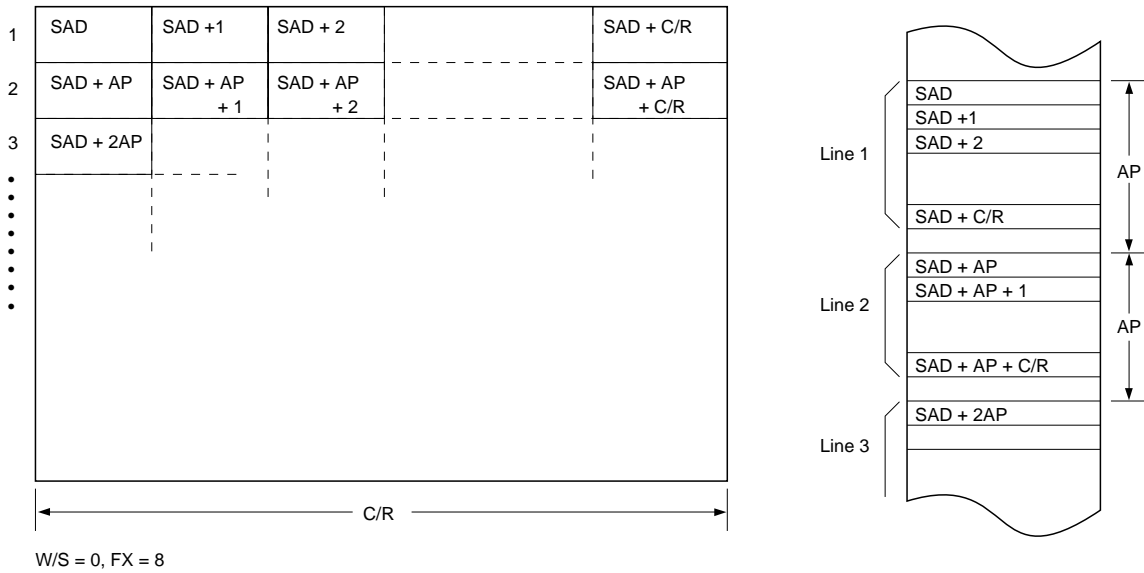 1
SAD
SAD +1
SAD + 2
SAD + C/R
2
SAD + AP
SAD + AP
+ 1
SAD + AP
+ 2
SAD + AP
+ C/R
3
SAD + 2AP
C/R
W/S = 0, FX = 8
Line 1
SAD
SAD +1
SAD + 2
SAD + C/R
AP
Line 2
SAD + AP
SAD + AP + 1
SAD + AP + C/R
AP
Line 3
SAD + 2AP